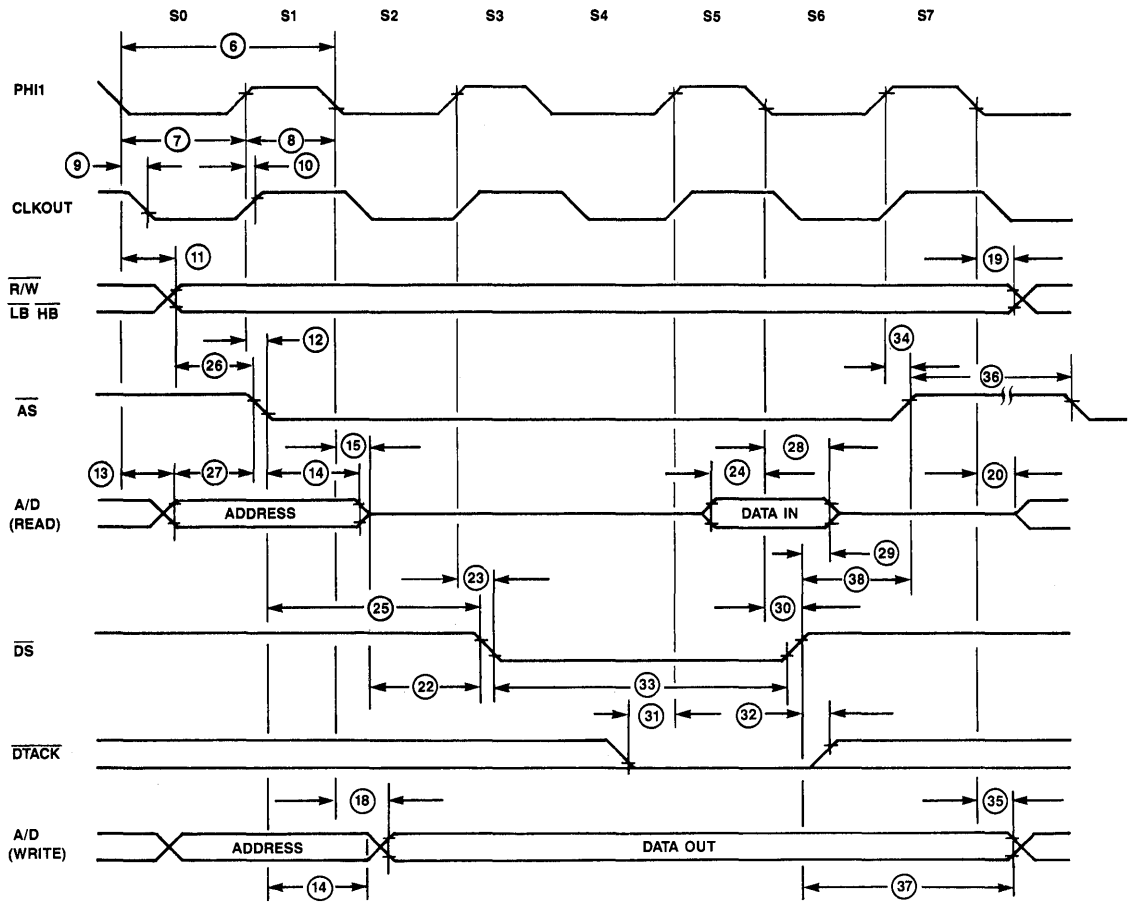 S0 S1 S2 S3 S4 S5 S6 S7
6
PHI1
7 8
9 10
CLKOUT
11 19
R/W
LB HB
12 34
26 36
AS
15 28
13 27 14 24 20
A/D
(READ)
ADDRESS DATA IN
29
23 38
25 30
DS
22 33
31 32
DTACK
18 35
A/D
(WRITE)
ADDRESS DATA OUT
14 37